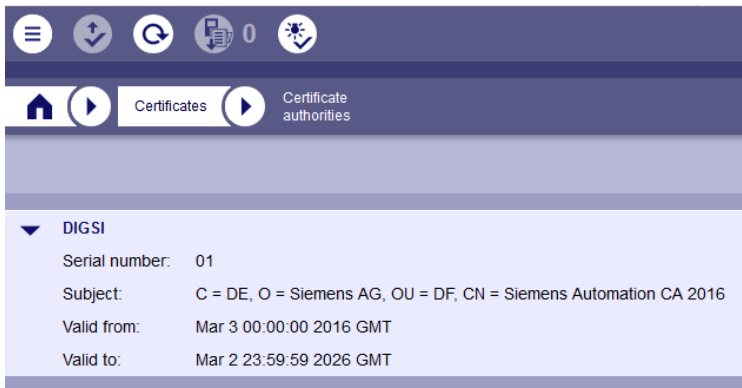 0
Certificates
Certificate
authorities
DIGSI
Serial number: 01
Subject: C = DE, O = Siemens AG, OU = DF, CN = Siemens Automation CA 2016
Valid from: Mar 3 00:00:00 2016 GMT
Valid to: Mar 2 23:59:59 2026 GMT